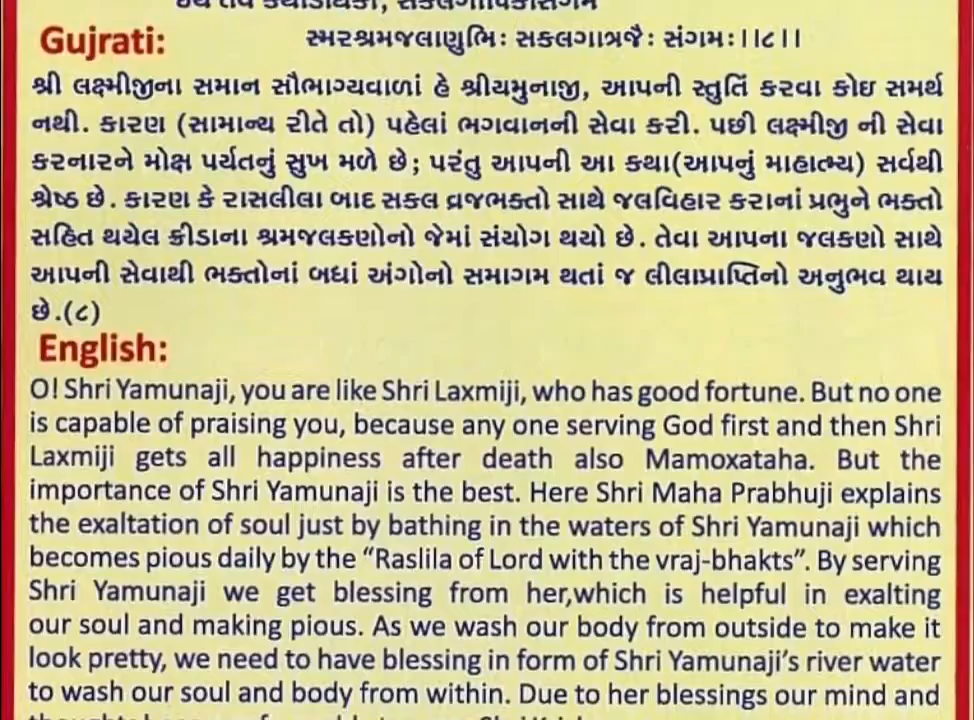 Gujrati:
સ્મરશ્રમજલાણુભિઃ સકલગાત્રજૈઃ સંગમઃ।।૮।।
શ્રી લક્ષ્મીજીના સમાન સૌભાગ્યવાળાં હે શ્રીયમુનાજી, આપની સ્તુતિં કરવા કોઇ સમર્થ
નથી. કારણ (સામાન્ય રીતે તો) પહેલાં ભગવાનની સેવા કરી. પછી લક્ષ્મીજી ની સેવા
કરનારને મોક્ષ પર્યંતનું સુખ મળે છે; પરંતુ આપની આ કથા(આપનું માહાત્મ્ય) સર્વથી
શ્રેષ્ઠ છે. કારણ કે રાસલીલા બાદ સકલ વ્રજભક્તો સાથે જલવિહાર કરાનાં પ્રભુને ભક્તો
સહિત થયેલ ક્રીડાના શ્રમજલકણોનો જેમાં સંયોગ થયો છે. તેવા આપના જલકણો સાથે
આપની સેવાથી ભક્તોનાં બધાં અંગોનો સમાગમ થતાં જ લીલાપ્રાપ્તિનો અનુભવ થાય
છે.(૮)
English:
O! Shri Yamunaji, you are like Shri Laxmiji, who has good fortune. But no one
is capable of praising you, because any one serving God first and then Shri
Laxmiji gets all happiness after death also Mamoxataha. But the
importance of Shri Yamunaji is the best. Here Shri Maha Prabhuji explains
the exaltation of soul just by bathing in the waters of Shri Yamunaji which
becomes pious daily by the “Raslila of Lord with the vraj-bhakts”. By serving
Shri Yamunaji we get blessing from her,which is helpful in exalting
our soul and making pious. As we wash our body from outside to make it
look pretty, we need to have blessing in form of Shri Yamunaji’s river water
to wash our soul and body from within. Due to her blessings our mind and